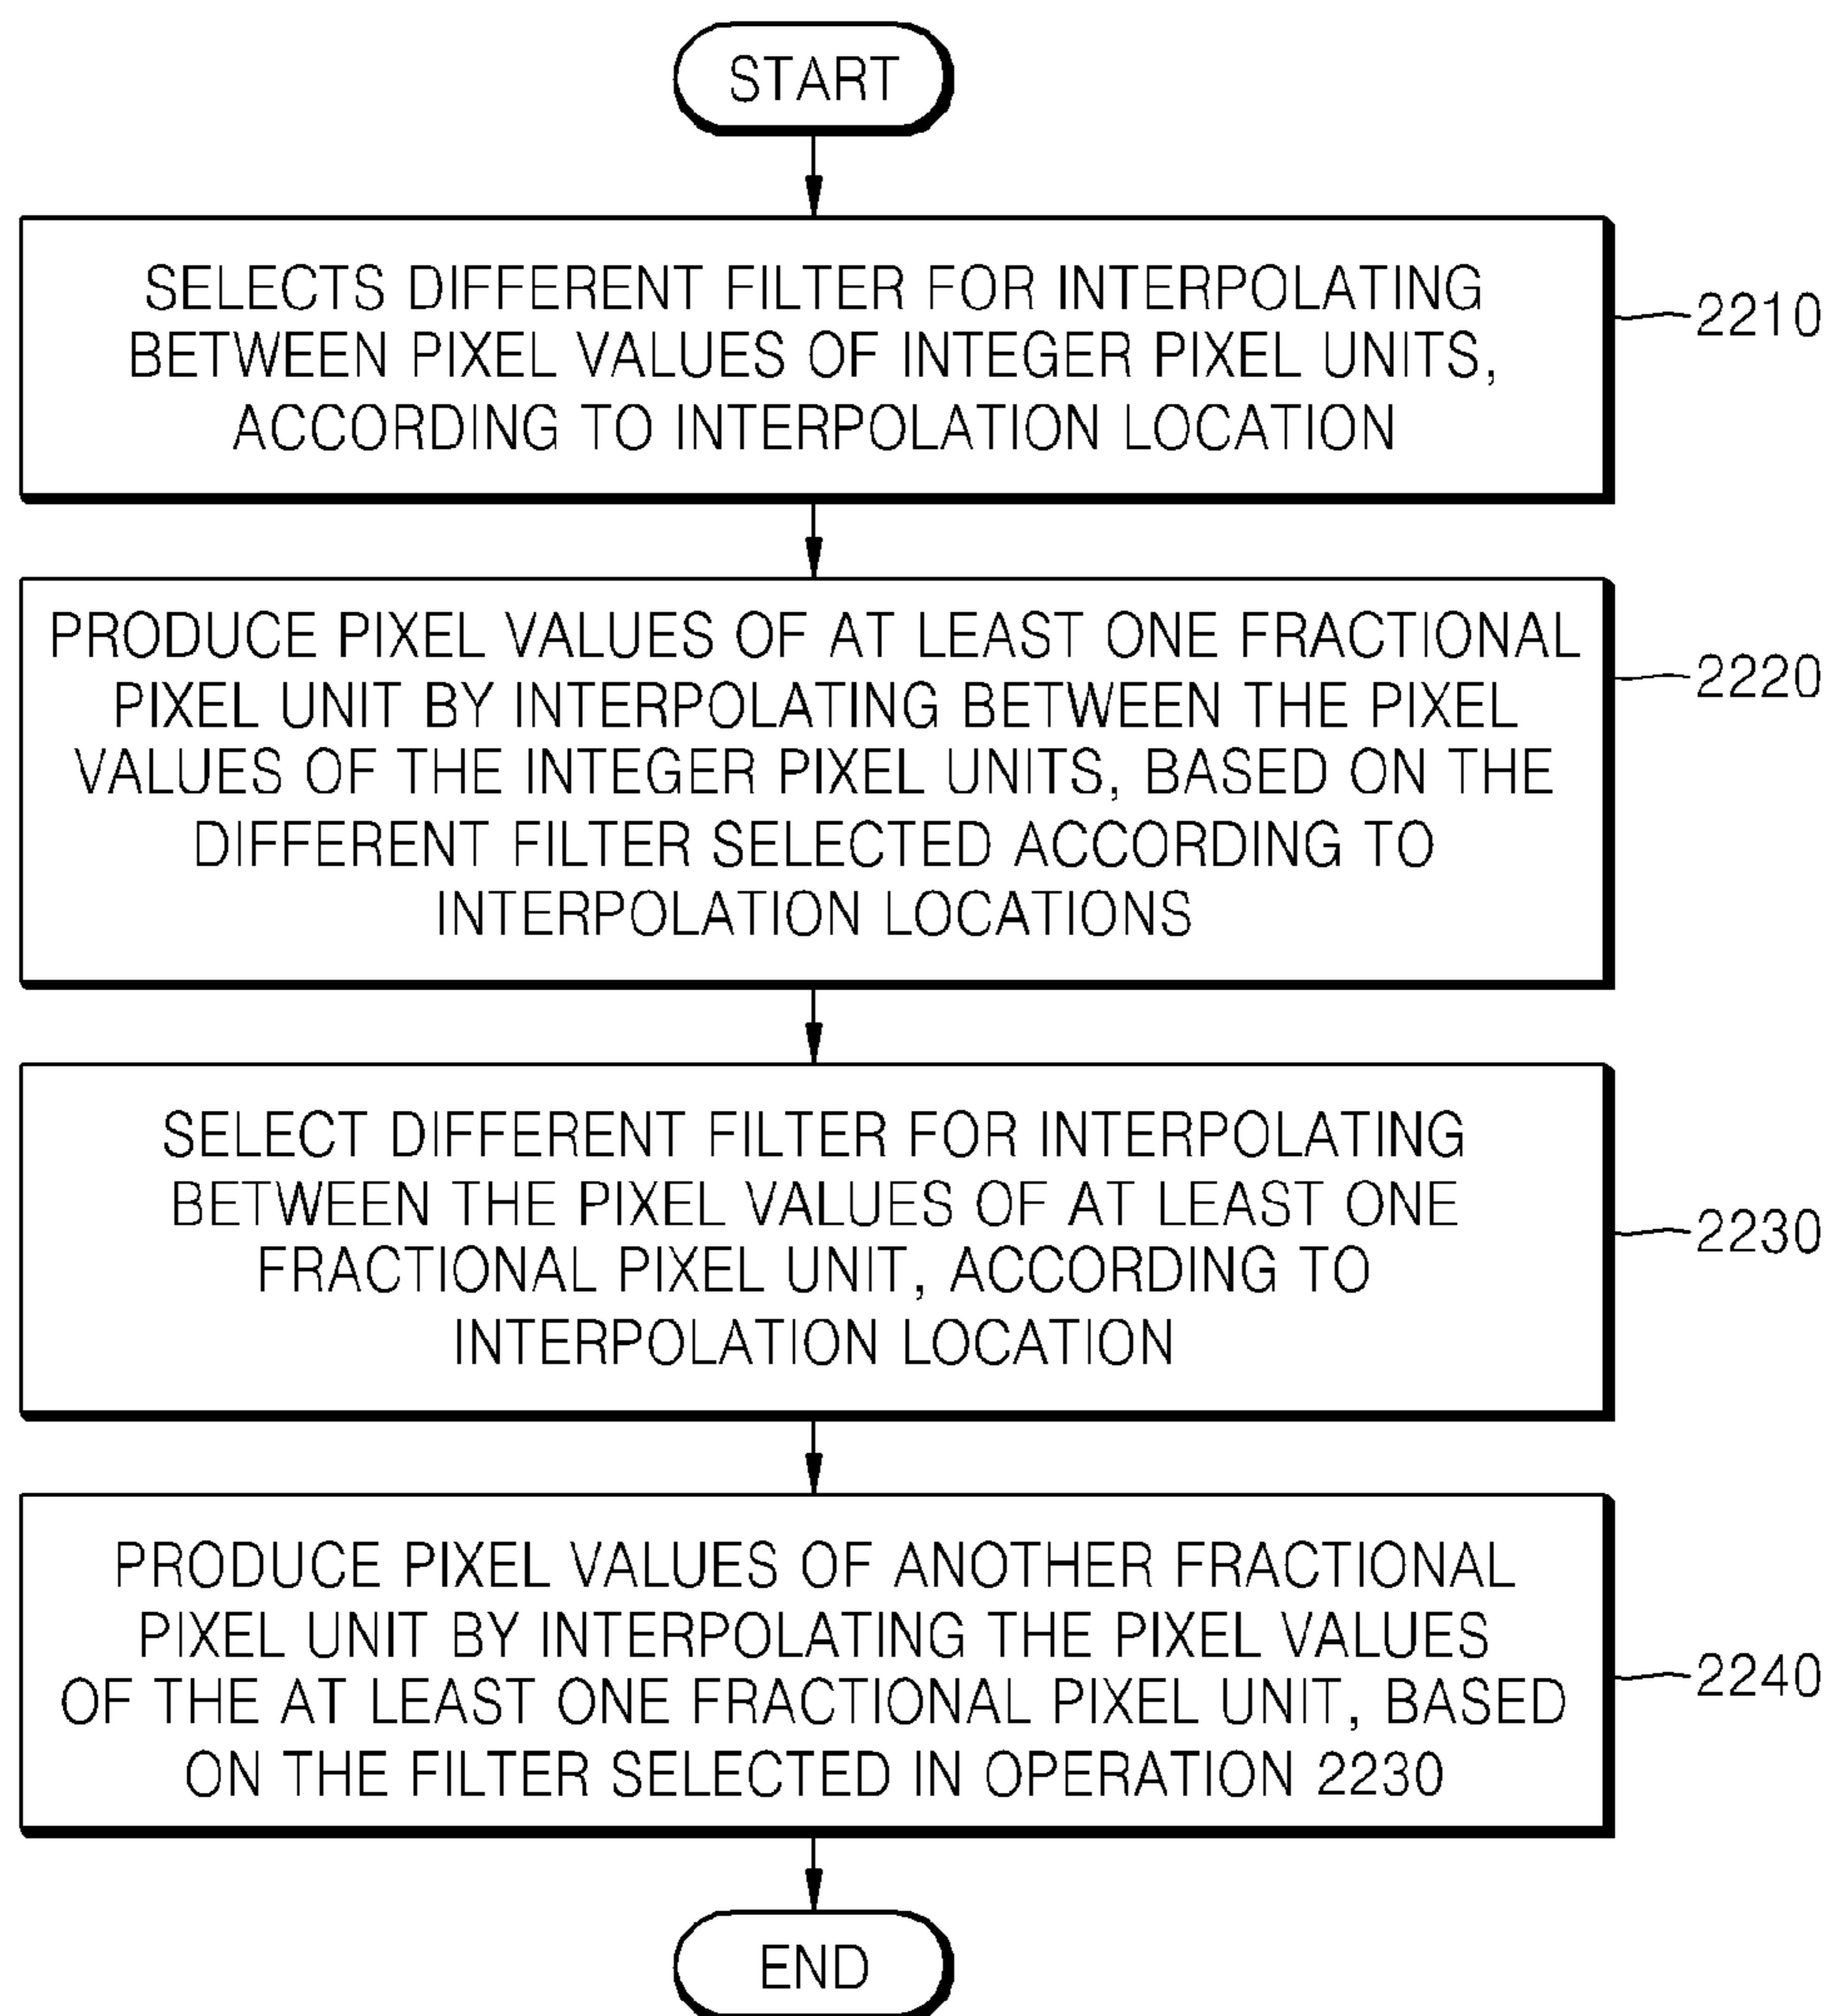 START
SELECTS DIFFERENT FILTER FOR INTERPOLATING
BETWEEN PIXEL VALUES OF INTEGER PIXEL UNITS,
ACCORDING TO INTERPOLATION LOCATION
2210
PRODUCE PIXEL VALUES OF AT LEAST ONE FRACTIONAL
PIXEL UNIT BY INTERPOLATING BETWEEN THE PIXEL
VALUES OF THE INTEGER PIXEL UNITS, BASED ON THE
DIFFERENT FILTER SELECTED ACCORDING TO
INTERPOLATION LOCATIONS
2220
SELECT DIFFERENT FILTER FOR INTERPOLATING
BETWEEN THE PIXEL VALUES OF AT LEAST ONE
FRACTIONAL PIXEL UNIT, ACCORDING TO
INTERPOLATION LOCATION
2230
PRODUCE PIXEL VALUES OF ANOTHER FRACTIONAL
PIXEL UNIT BY INTERPOLATING THE PIXEL VALUES
OF THE AT LEAST ONE FRACTIONAL PIXEL UNIT, BASED
ON THE FILTER SELECTED IN OPERATION 2230
2240
END